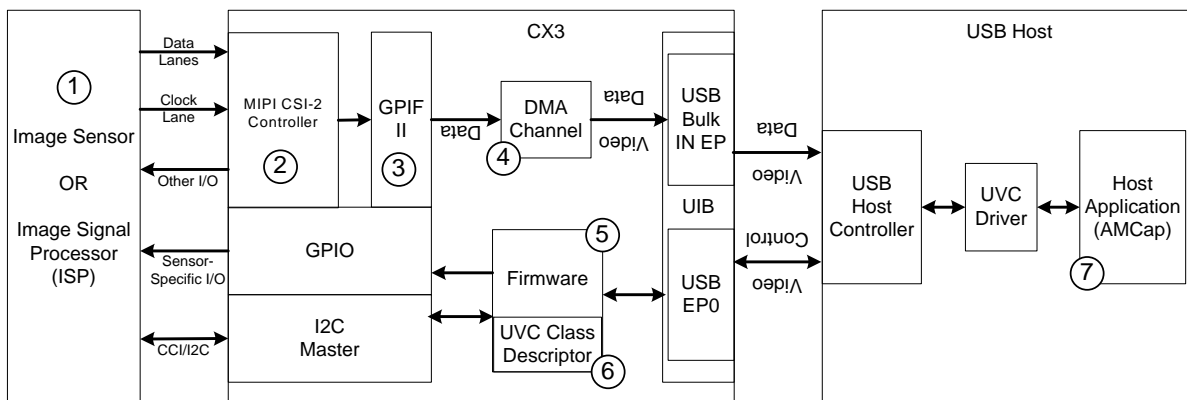 1
Image Sensor
OR
Image Signal
Processor
(ISP)
Data
Lanes
Clock
Lane
Other I/O
Sensor-
Specific I/O
CCI/I2C
CX3
MIPI CSI-2
Controller
2
GPIF
II
3
GPIO
I2C
Master
Data
DMA
Channel
4
Data
Video
5
Firmware
UVC Class
Descriptor
6
USB
Bulk
IN EP
UIB
USB
EP0
Data
Video
Control
Video
USB Host
USB
Host
Controller
UVC
Driver
Host
Application
(AMCap)
7